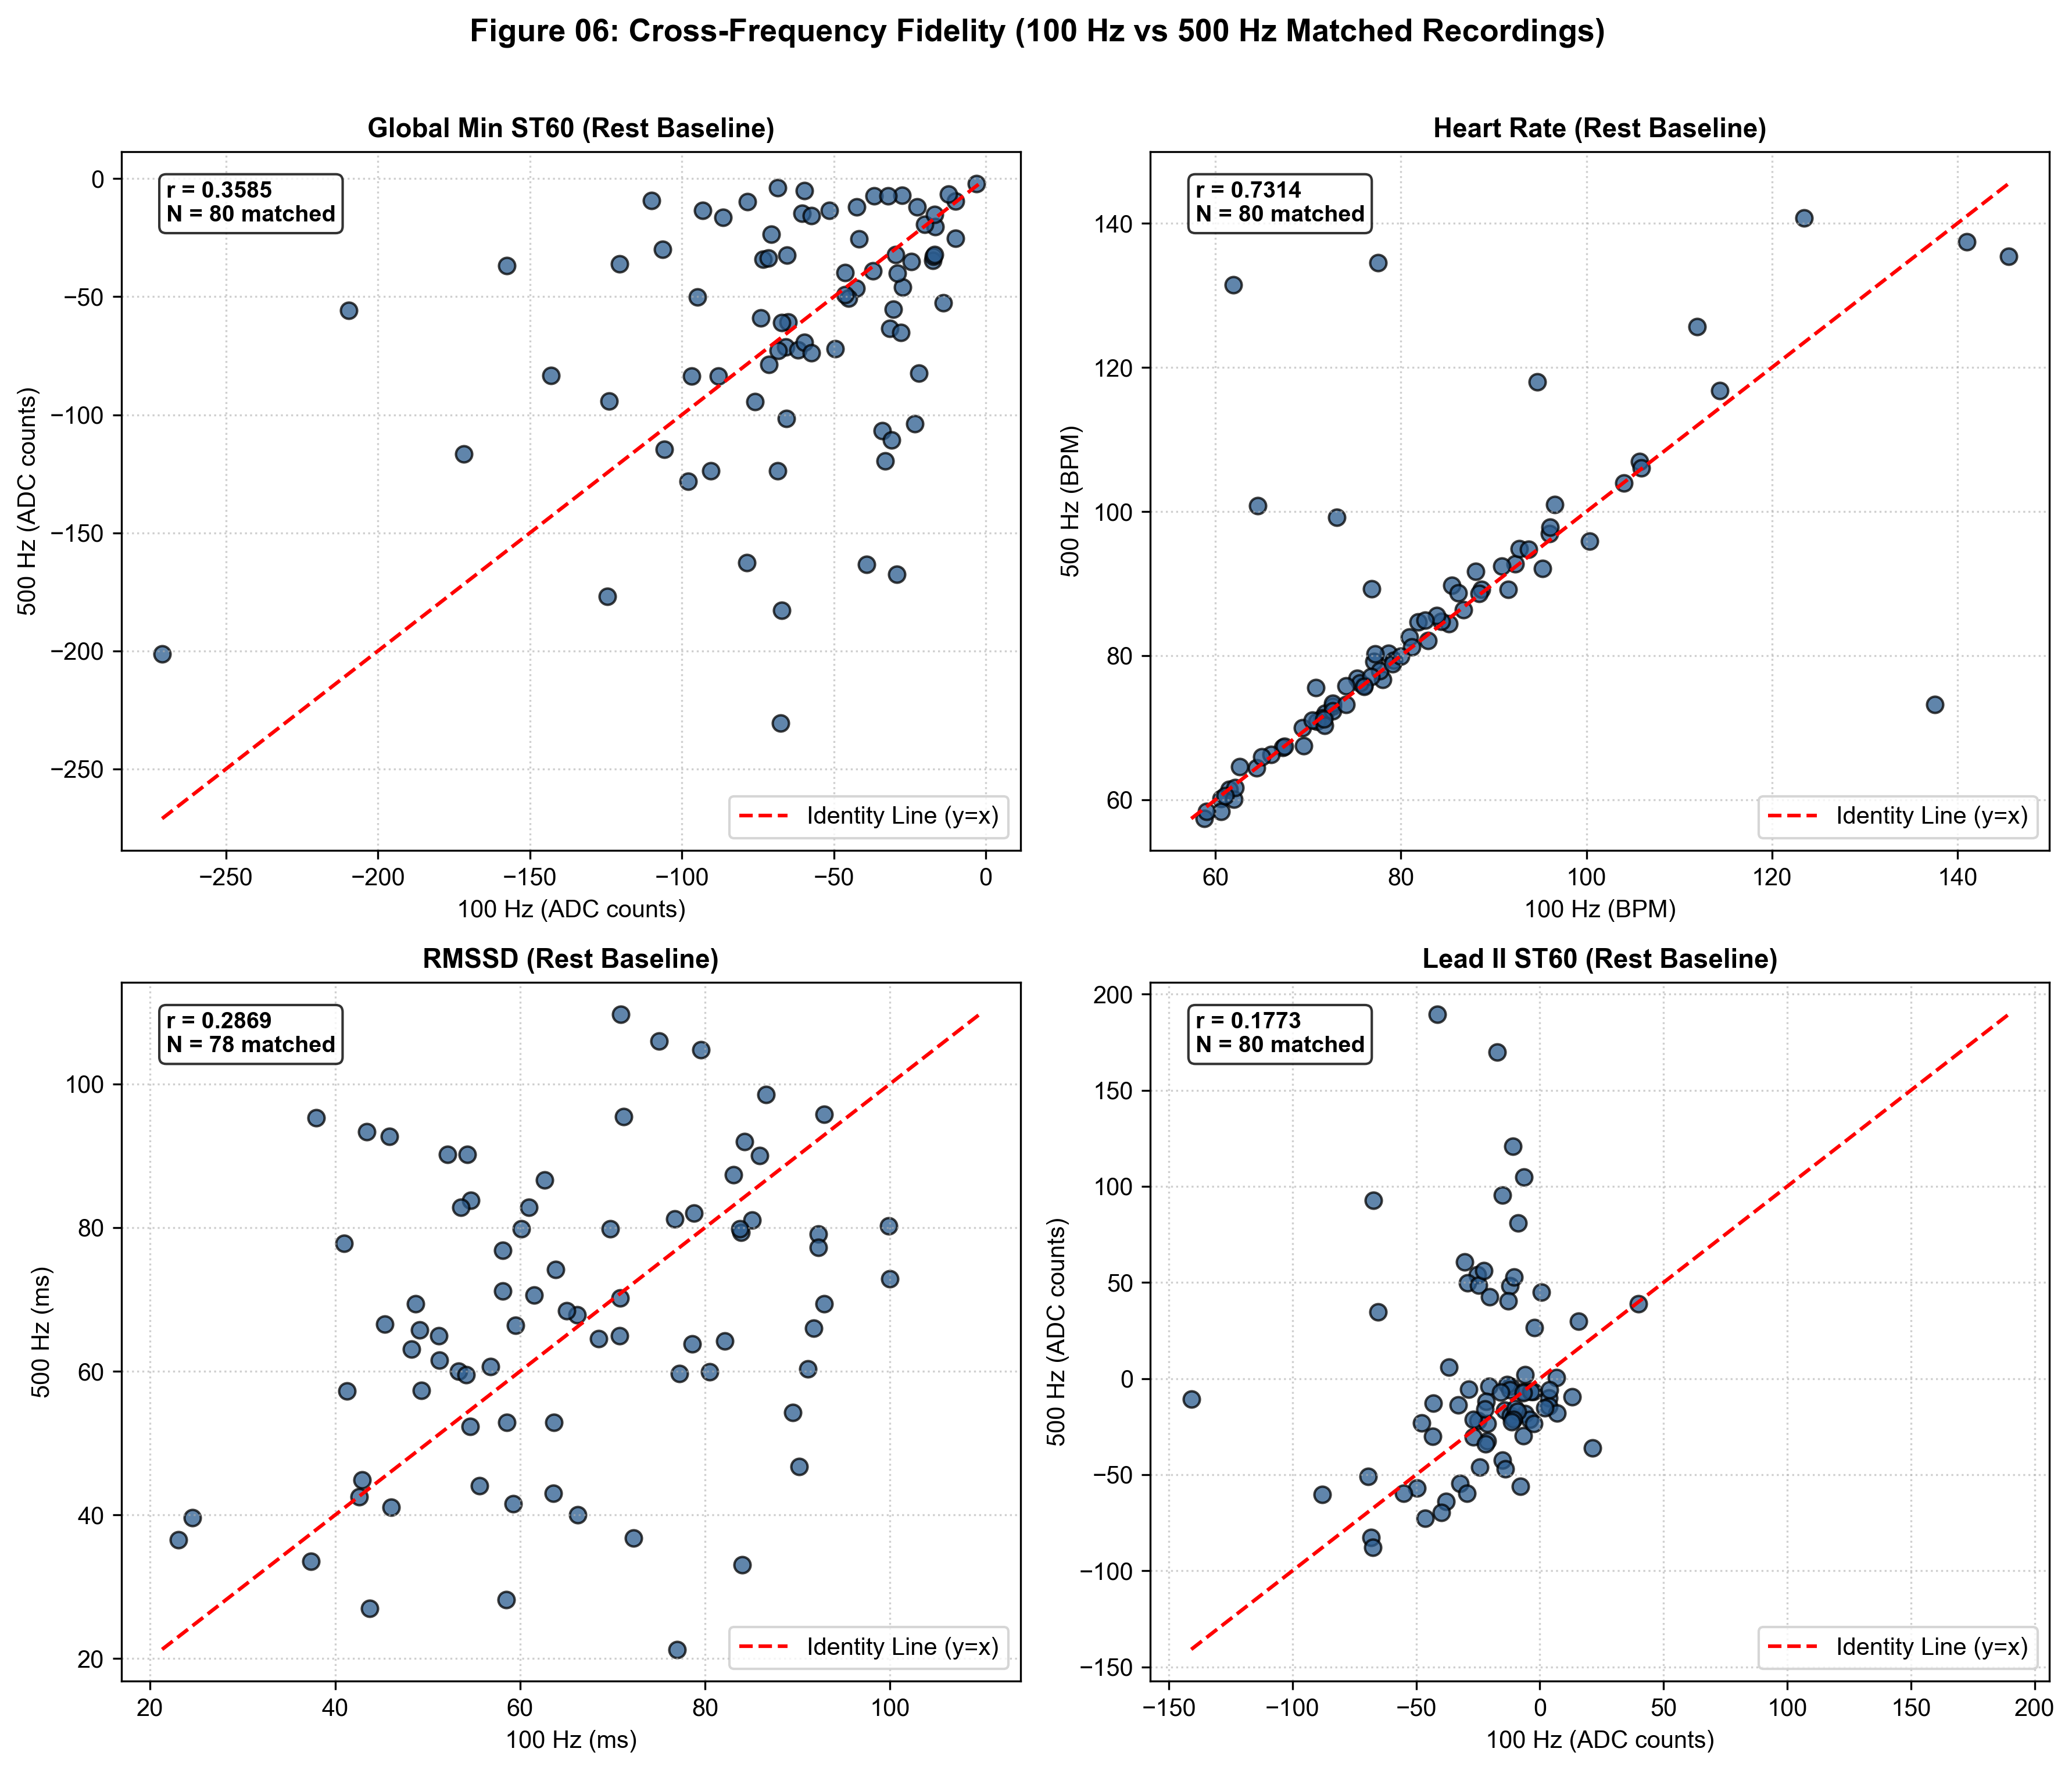 Figure 06: Cross-Frequency Fidelity (100 Hz vs 500 Hz Matched Recordings)
Global Min ST60 (Rest Baseline)
r = 0.3585
N = 80 matched
0
−50
−100
−150
−200
−250
500 Hz (ADC counts)
Identity Line (y=x)
−250 −200 −150 −100 −50 0
100 Hz (ADC counts)
Heart Rate (Rest Baseline)
r = 0.7314
N = 80 matched
140
120
100
80
60
500 Hz (BPM)
Identity Line (y=x)
60 80 100 120 140
100 Hz (BPM)
RMSSD (Rest Baseline)
r = 0.2869
N = 78 matched
100
80
60
40
20
500 Hz (ms)
Identity Line (y=x)
20 40 60 80 100
100 Hz (ms)
Lead II ST60 (Rest Baseline)
r = 0.1773
N = 80 matched
200
150
100
50
0
−50
−100
−150
500 Hz (ADC counts)
Identity Line (y=x)
−150 −100 −50 0 50 100 150 200
100 Hz (ADC counts)